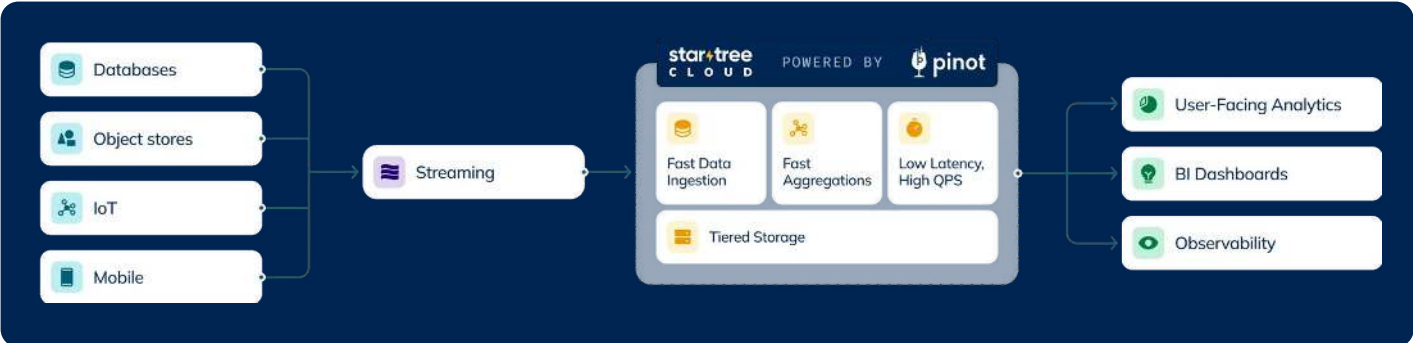 Databases
Object stores
IoT
Mobile
Streaming
star tree
CLOUD
POWERED BY
pinot
Fast Data
Ingestion
Fast
Aggregations
Low Latency,
High QPS
Tiered Storage
User-Facing Analytics
BI Dashboards
Observability